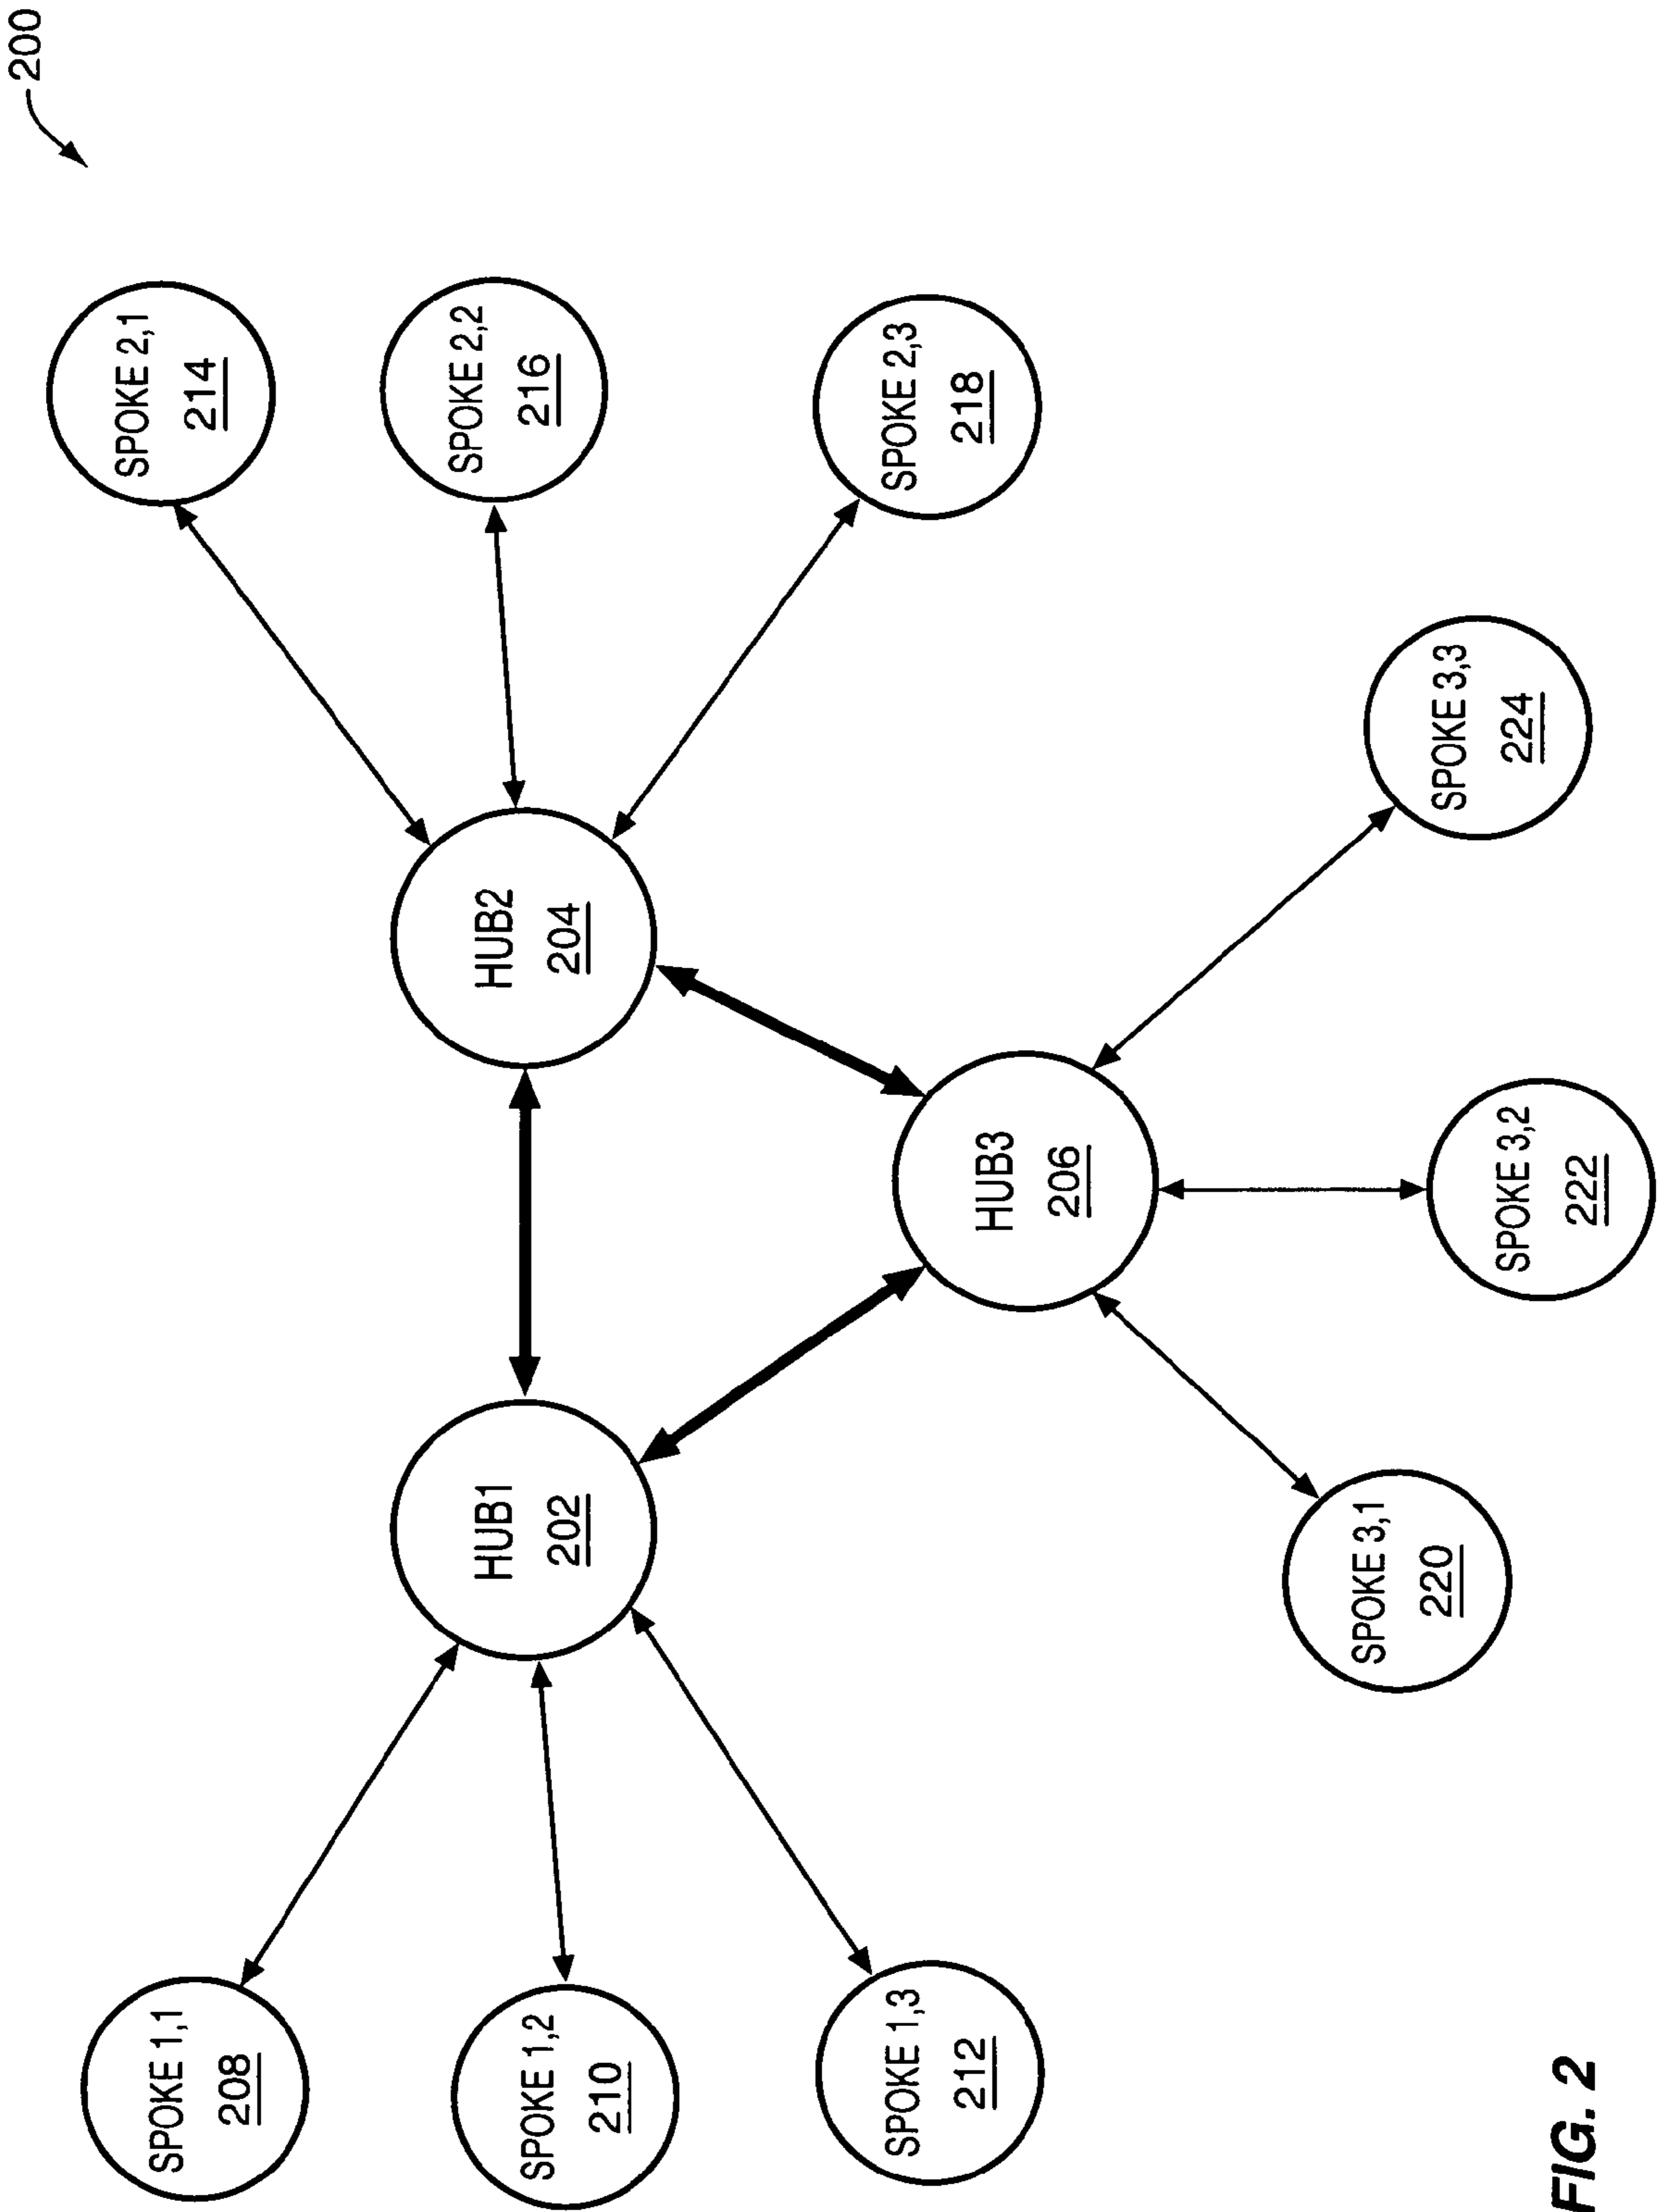 200
SPOKE 1,1
208
SPOKE 1,2
210
SPOKE 1,3
212
HUB1
202
HUB2
204
HUB3
206
SPOKE 2,1
214
SPOKE 2,2
216
SPOKE 2,3
218
SPOKE 3,1
220
SPOKE 3,2
222
SPOKE 3,3
224
FIG. 2